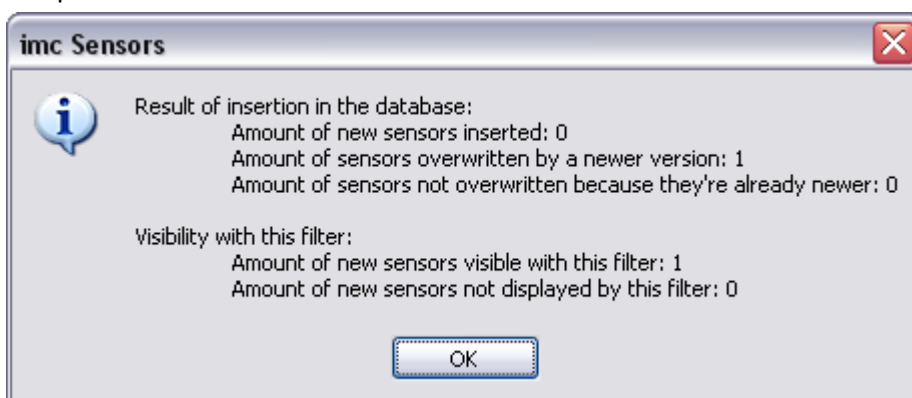 imc Sensors
Result of insertion in the database:
Amount of new sensors inserted: 0
Amount of sensors overwritten by a newer version: 1
Amount of sensors not overwritten because they're already newer: 0
Visibility with this filter:
Amount of new sensors visible with this filter: 1
Amount of new sensors not displayed by this filter: 0
OK